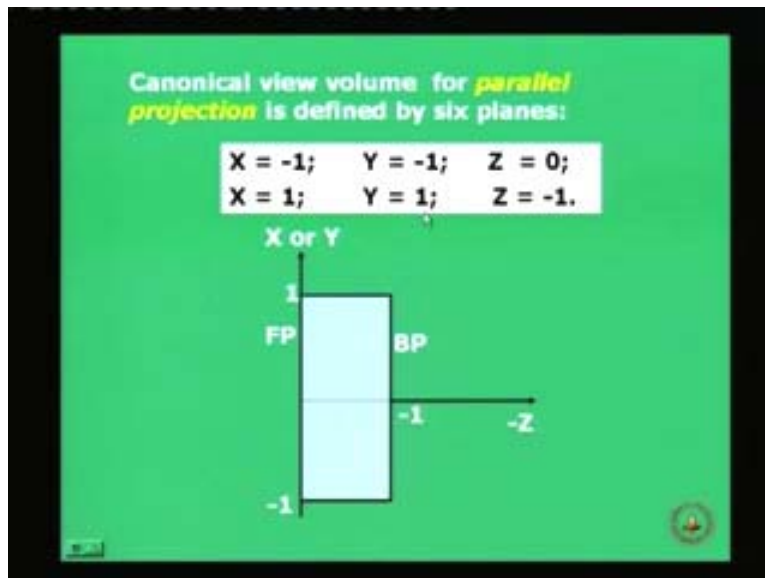 Canonical view volume for parallel
projection is defined by six planes:
X = -1; Y = -1; Z = 0;
X = 1; Y = 1; Z = -1.
X or Y
1
FP
BP
-1
-Z
-1